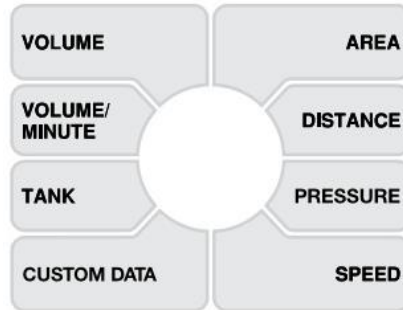 VOLUME
AREA
VOLUME/
MINUTE
DISTANCE
TANK
PRESSURE
CUSTOM DATA
SPEED